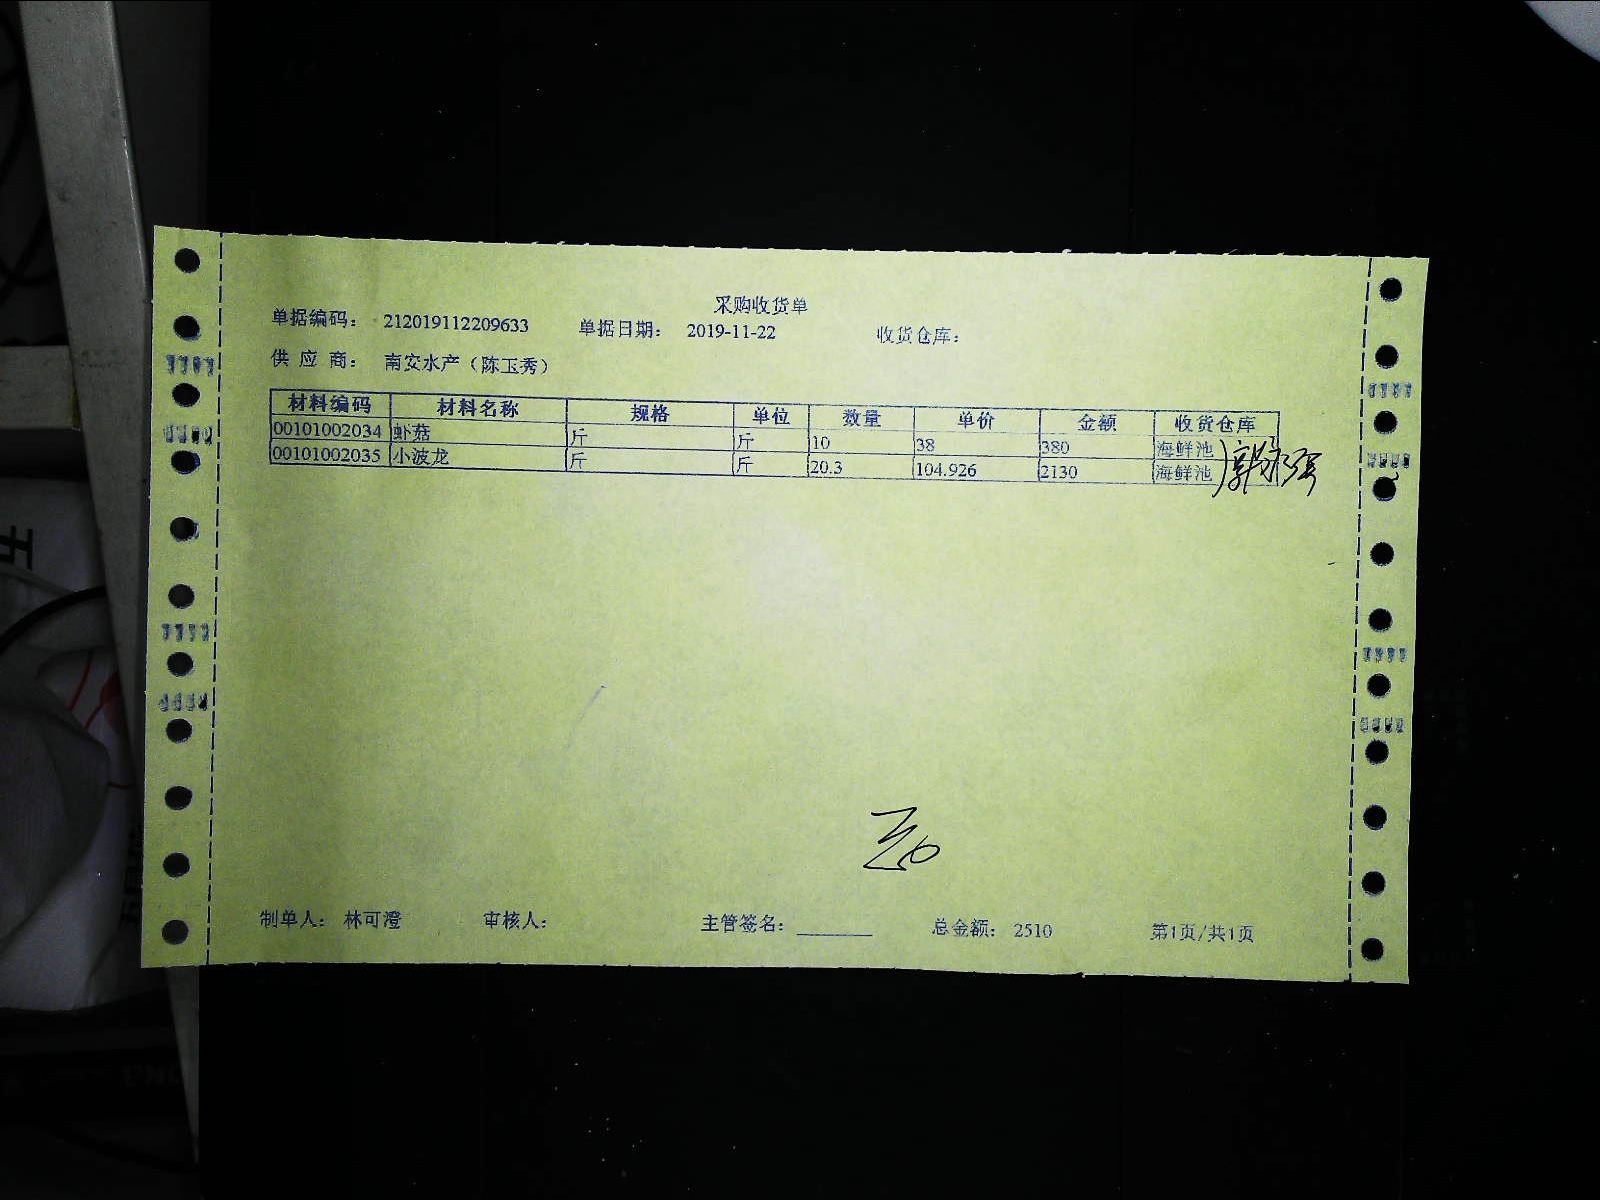 采购收货单
单据编码： 212019112209633 单据日期： 2019-11-22 收货仓库：
供 应 商： 南安水产（陈玉秀）
材料编码 材料名称 规格 单位 数量 单价 金额 收货仓库
00101002034 虾菇 斤 斤 10 38 380 海鲜池
00101002035 小波龙 斤 斤 20.3 104.926 2130 海鲜池
制单人： 林可澄 审核人： 主管签名： 总金额： 2510 第1页/共1页